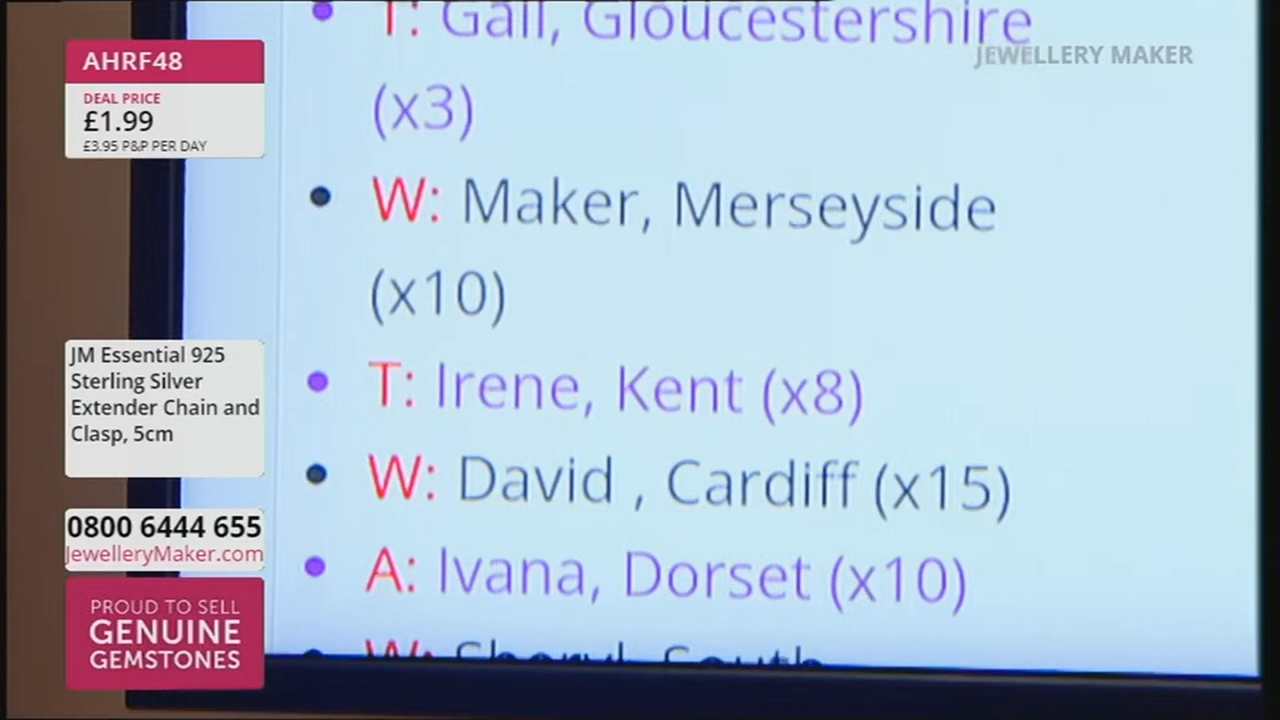 T: Gail, Gloucestershire
(x3)
W: Maker, Merseyside
(x10)
T: Irene, Kent (x8)
W: David , Cardiff (x15)
A: Ivana, Dorset (x10)
W: Sheryl, South
JEWELLERY MAKER
AHRF48
DEAL PRICE
£1.99
£3.95 P&P PER DAY
JM Essential 925
Sterling Silver
Extender Chain and
Clasp, 5cm
0800 6444 655
JewelleryMaker.com
PROUD TO SELL
GENUINE
GEMSTONES